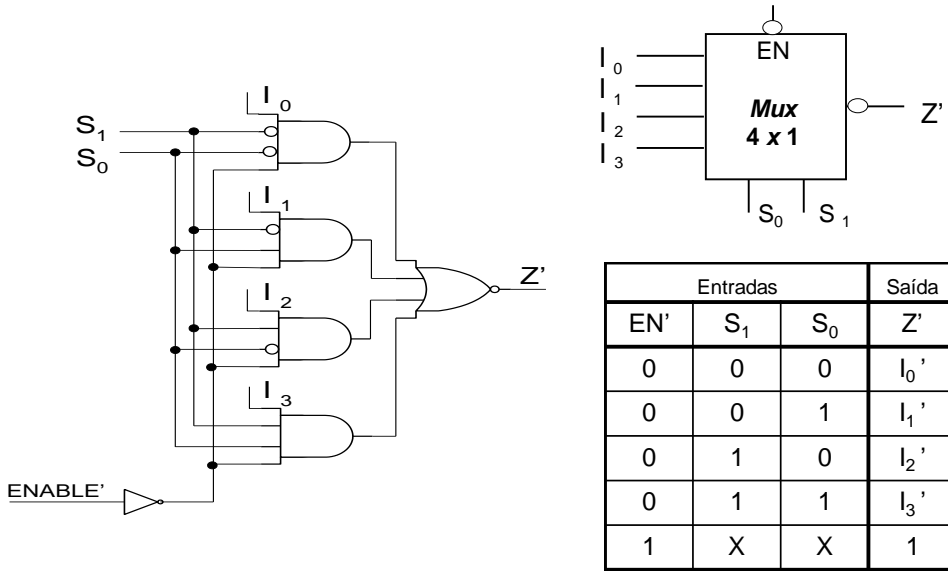 I0
S1
S0
I1
I2
I3
ENABLE’
Z’
EN
I0
I1
I2
I3
Mux
4 x 1
Z’
S0 S1
Entradas Saída
EN’ S1 S0 Z’
0 0 0 I0’
0 0 1 I1’
0 1 0 I2’
0 1 1 I3’
1 X X 1